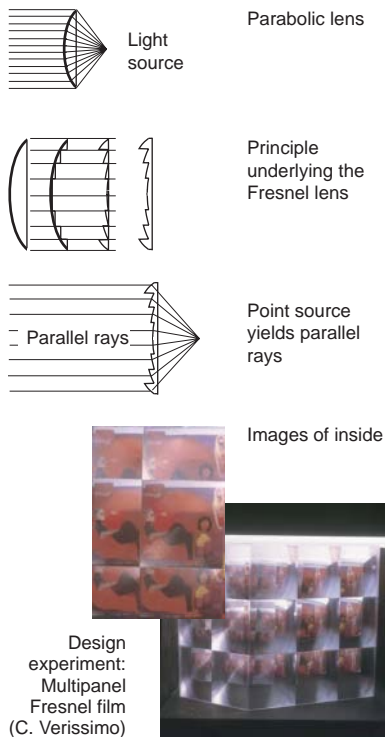 Light
source
Parabolic lens
Principle
underlying the
Fresnel lens
Parallel rays
Point source
yields parallel
rays
Images of inside
Design
experiment:
Multipanel
Fresnel film
(C. Verissimo)